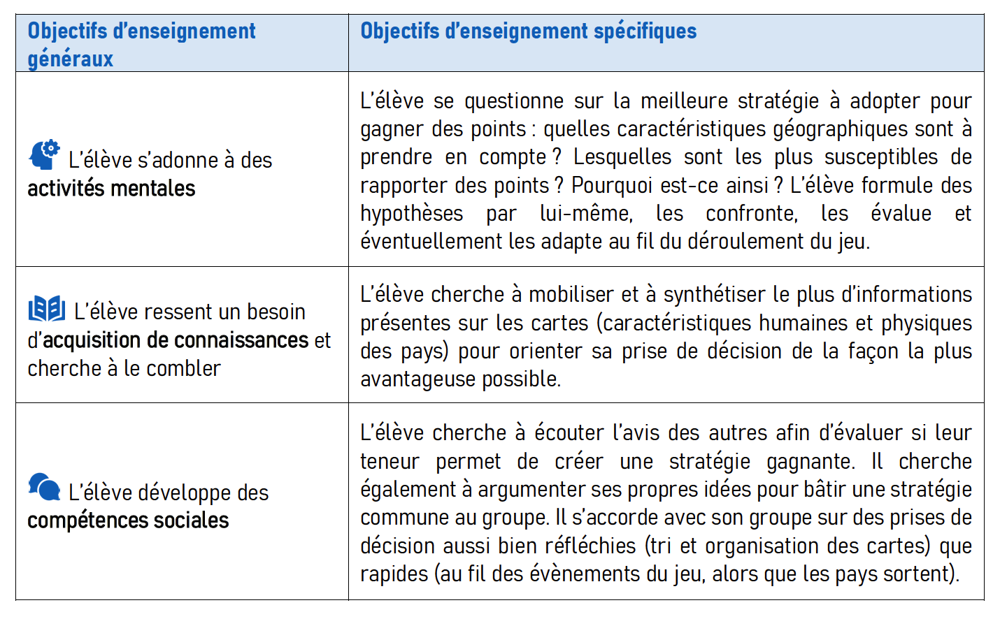 Objectifs d’enseignement
généraux
Objectifs d’enseignement spécifiques
L’élève s’adonne à des
activités mentales
L’élève se questionne sur la meilleure stratégie à adopter pour
gagner des points : quelles caractéristiques géographiques sont à
prendre en compte ? Lesquelles sont les plus susceptibles de
rapporter des points ? Pourquoi est-ce ainsi ? L’élève formule des
hypothèses par lui-même, les confronte, les évalue et
éventuellement les adapte au fil du déroulement du jeu.
L’élève ressent un besoin
d’acquisition de connaissances et
cherche à le combler
L’élève cherche à mobiliser et à synthétiser le plus d’informations
présentes sur les cartes (caractéristiques humaines et physiques
des pays) pour orienter sa prise de décision de la façon la plus
avantageuse possible.
L’élève développe des
compétences sociales
L’élève cherche à écouter l’avis des autres afin d’évaluer si leur
teneur permet de créer une stratégie gagnante. Il cherche
également à argumenter ses propres idées pour bâtir une stratégie
commune au groupe. Il s’accorde avec son groupe sur des prises de
décision aussi bien réfléchies (tri et organisation des cartes) que
rapides (au fil des évènements du jeu, alors que les pays sortent).